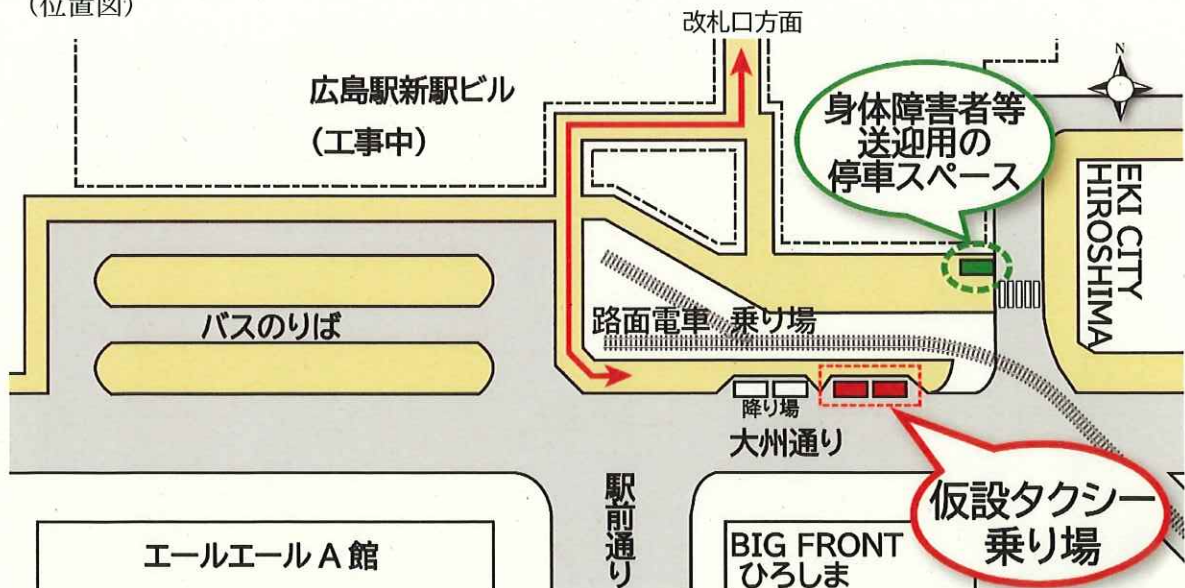 (位置図)
改札口方面
N
広島駅新駅ビル
(工事中)
身体障害者等
送迎用の
停車スペース
EKI CITY
HIROSHIMA
バスのりば
路面電車 乗り場
降り場
大州通り
仮設タクシー
乗り場
駅前通り
エールエールA館
BIG FRONT
ひろしま